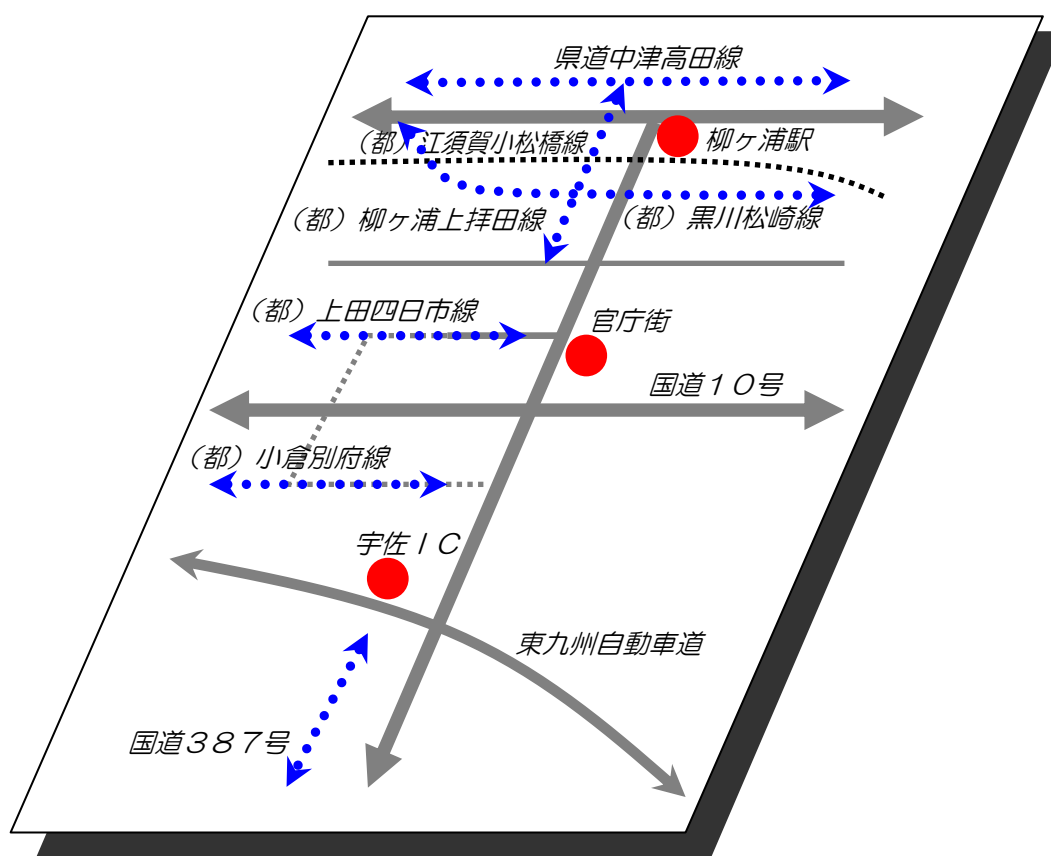 県道中津高田線
（都）江須賀小松橋線
柳ヶ浦駅
（都）柳ヶ浦上拝田線
（都）黒川松崎線
（都）上田四日市線
官庁街
国道１０号
（都）小倉別府線
宇佐ＩＣ
東九州自動車道
国道３８７号